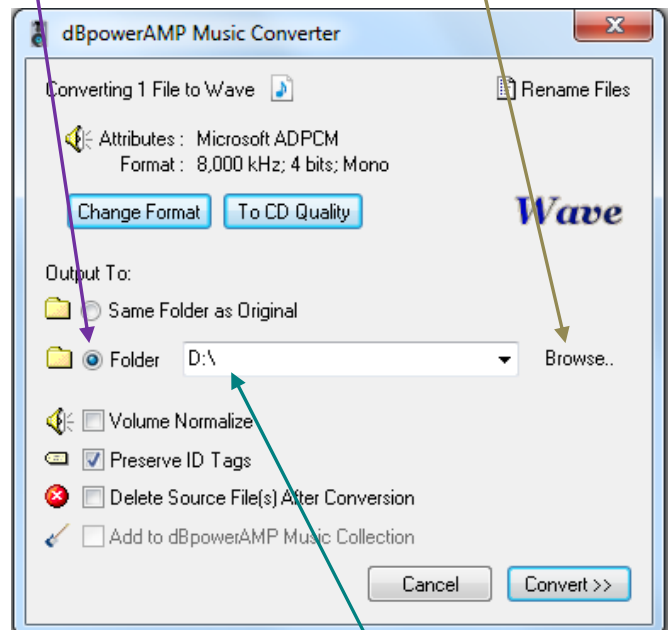 dBpowerAMP Music Converter
Converting 1 File to Wave
Rename Files
Attributes : Microsoft ADPCM
Format : 8,000 kHz; 4 bits; Mono
Change Format
To CD Quality
Wave
Output To:
Same Folder as Original
Folder D:\ Browse..
Volume Normalize
Preserve ID Tags
Delete Source File(s) After Conversion
Add to dBpowerAMP Music Collection
Cancel
Convert >>